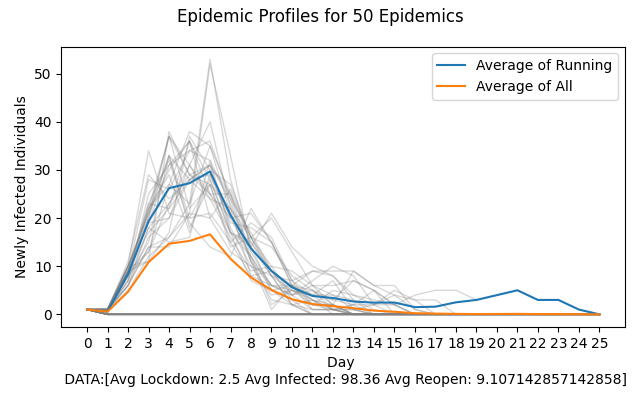 Epidemic Profiles for 50 Epidemics
Average of Running
Average of All
Newly Infected Individuals
50
40
30
20
10
0
0 1 2 3 4 5 6 7 8 9 10 11 12 13 14 15 16 17 18 19 20 21 22 23 24 25
Day
DATA:[Avg Lockdown: 2.5 Avg Infected: 98.36 Avg Reopen: 9.107142857142858]